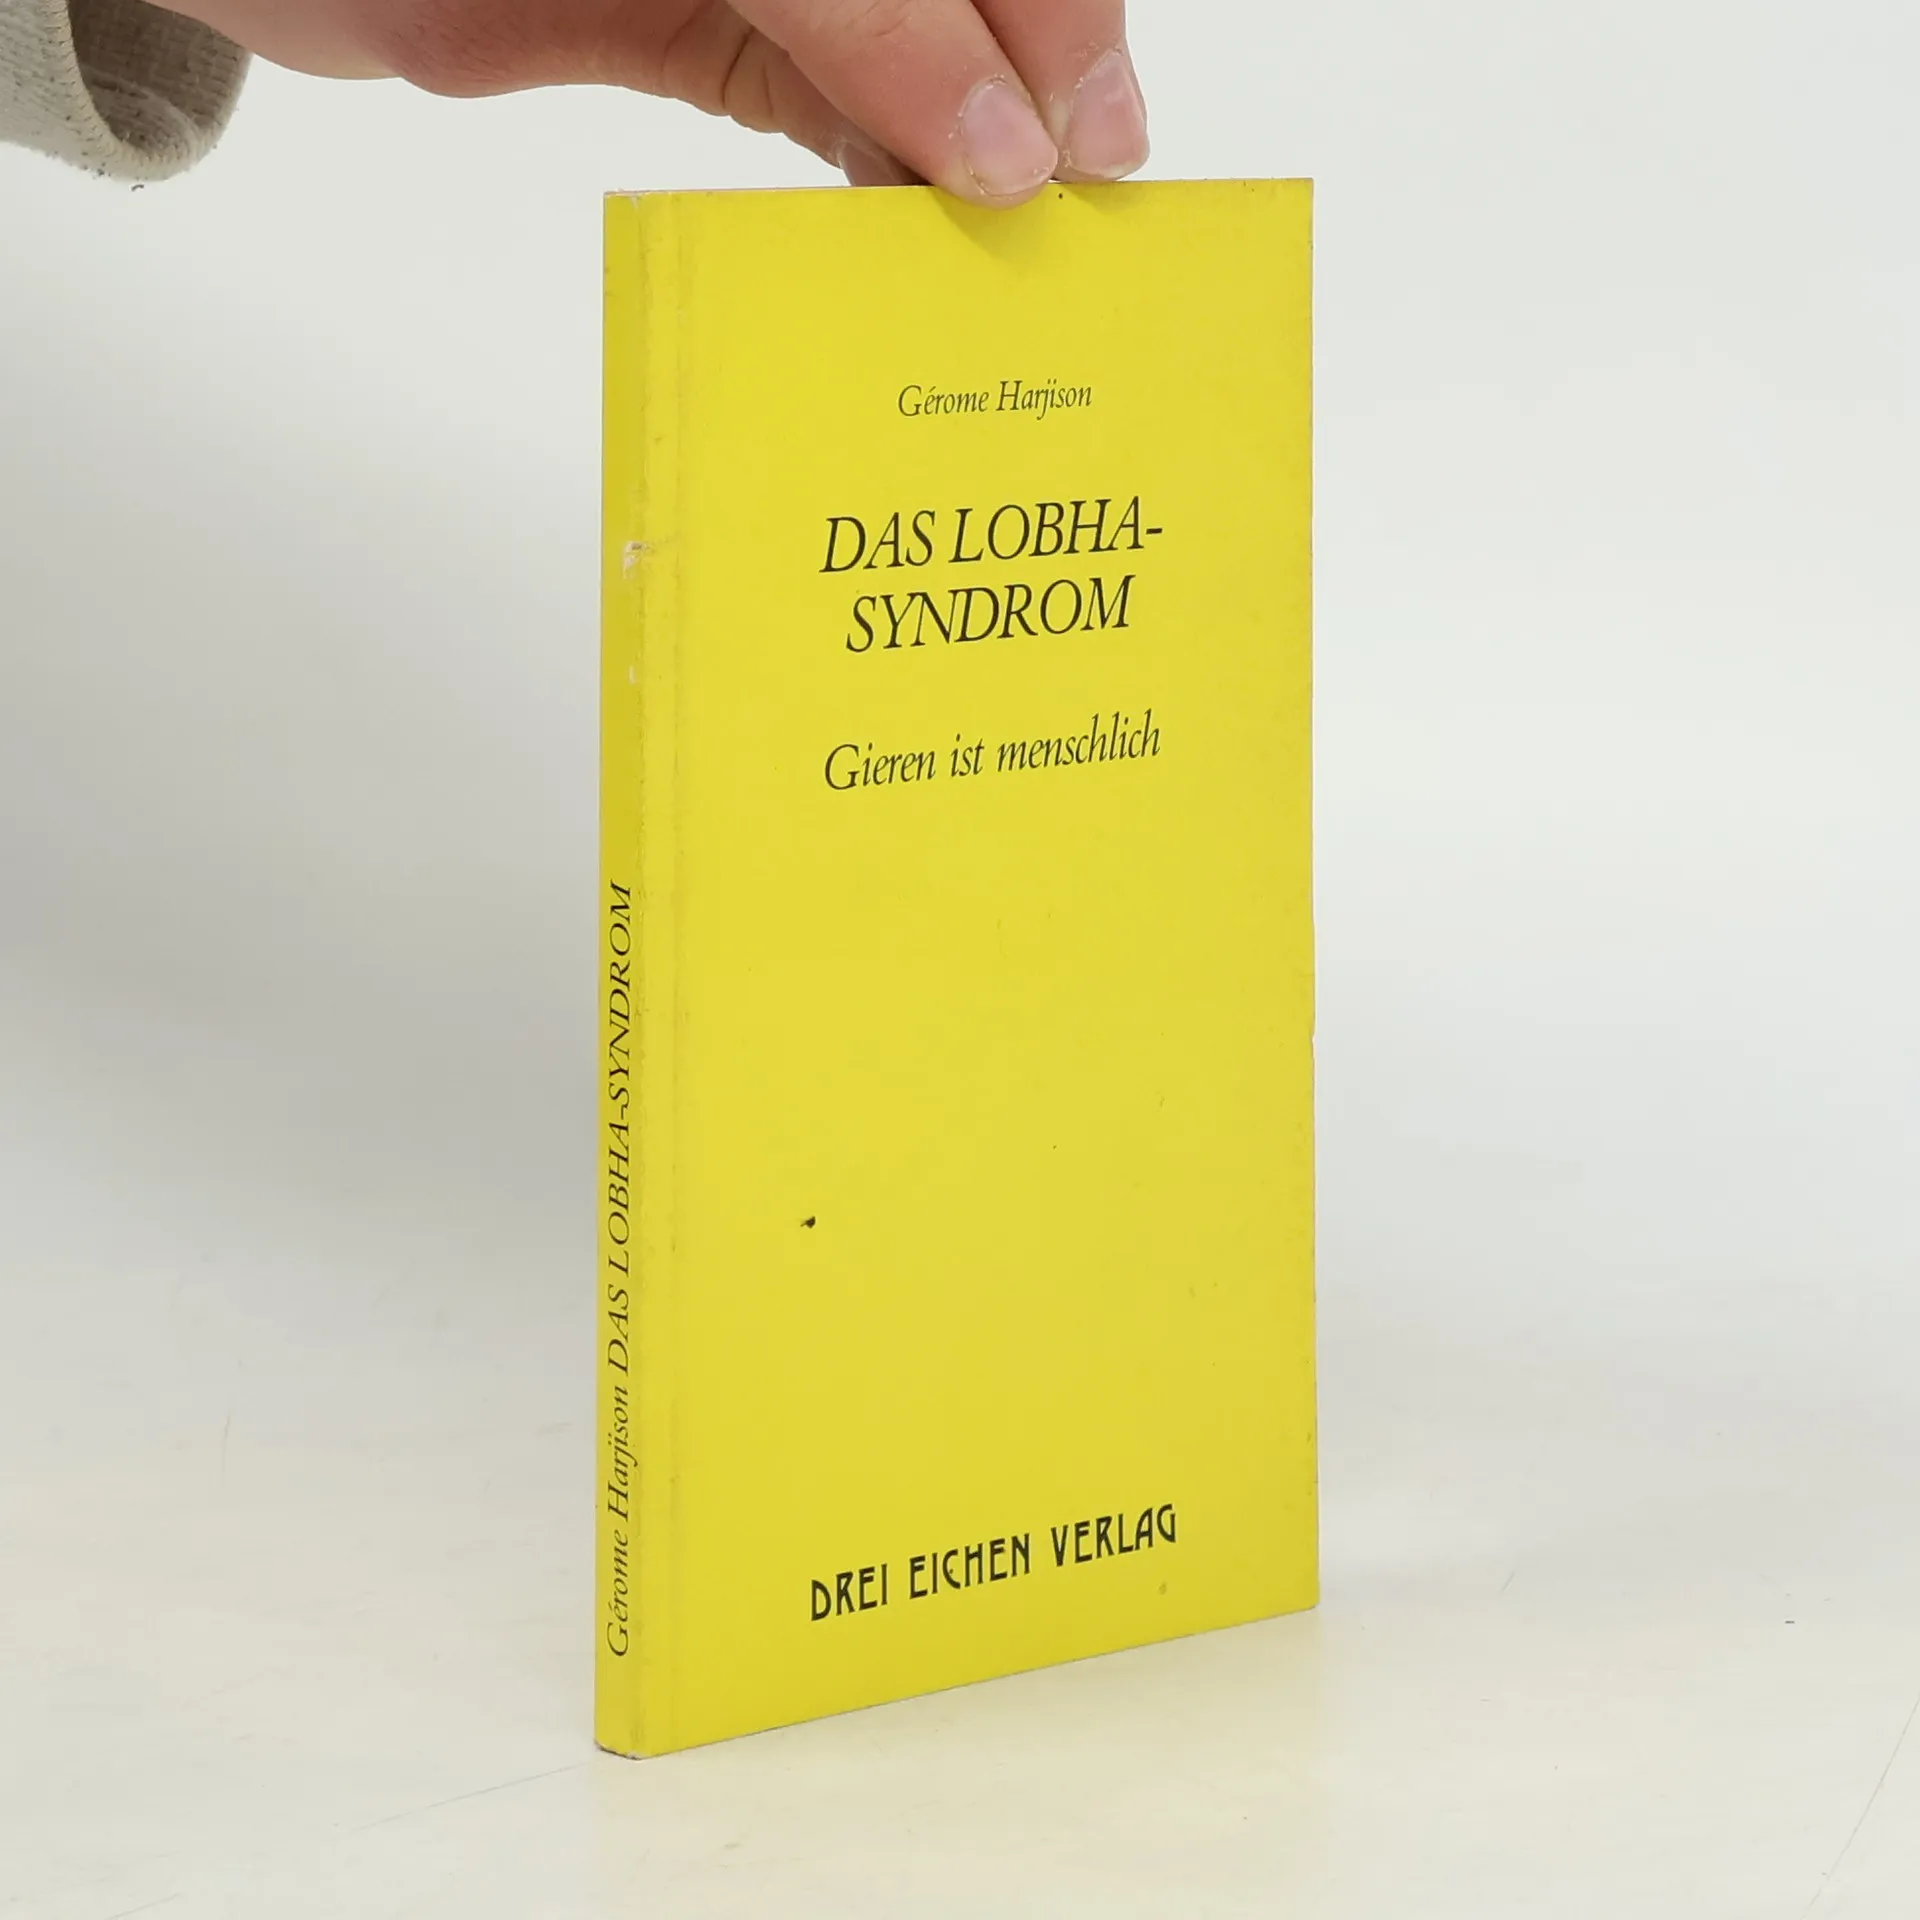 Gérome Harjison
DAS LOBHA-
SYNDROM
Gieren ist menschlich
DREI EICHEN VERLAG
Gérome Harjison DAS LOBHA-SYNDROM